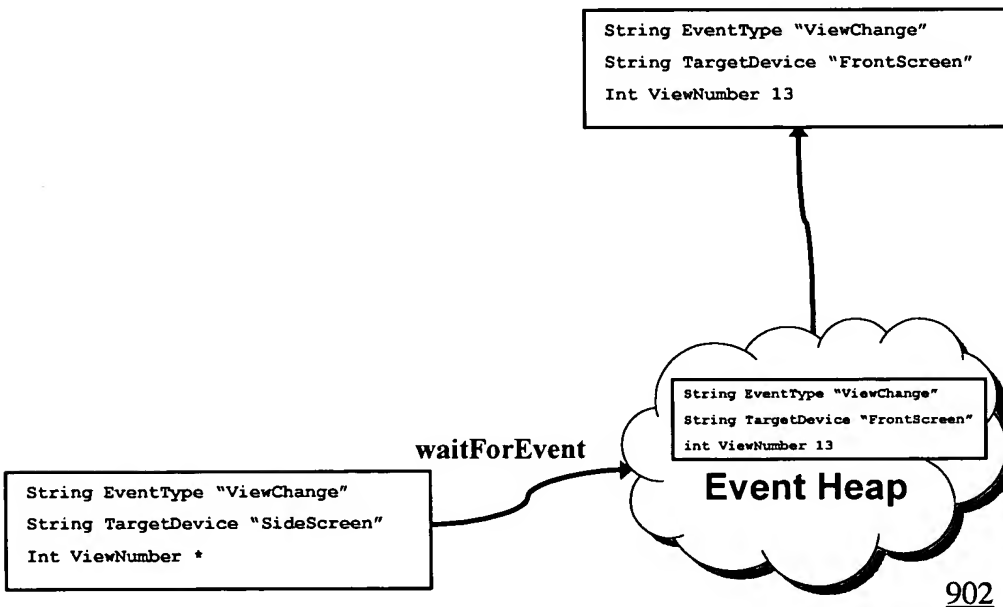 String EventType “ViewChange”
String TargetDevice “FrontScreen”
Int ViewNumber 13
String EventType “ViewChange”
String TargetDevice “FrontScreen”
int ViewNumber 13
Event Heap
waitForEvent
String EventType “ViewChange”
String TargetDevice “SideScreen”
Int ViewNumber *
902